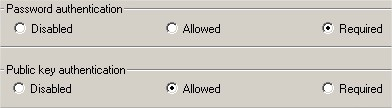 Password authentication
Disabled Allowed Required
Public key authentication
Disabled Allowed Required